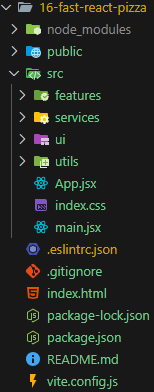 16-fast-react-pizza
node_modules
public
src
features
services
ui
utils
App.jsx
index.css
main.jsx
.eslintrc.json
.gitignore
index.html
package-lock.json
package.json
README.md
vite.config.js